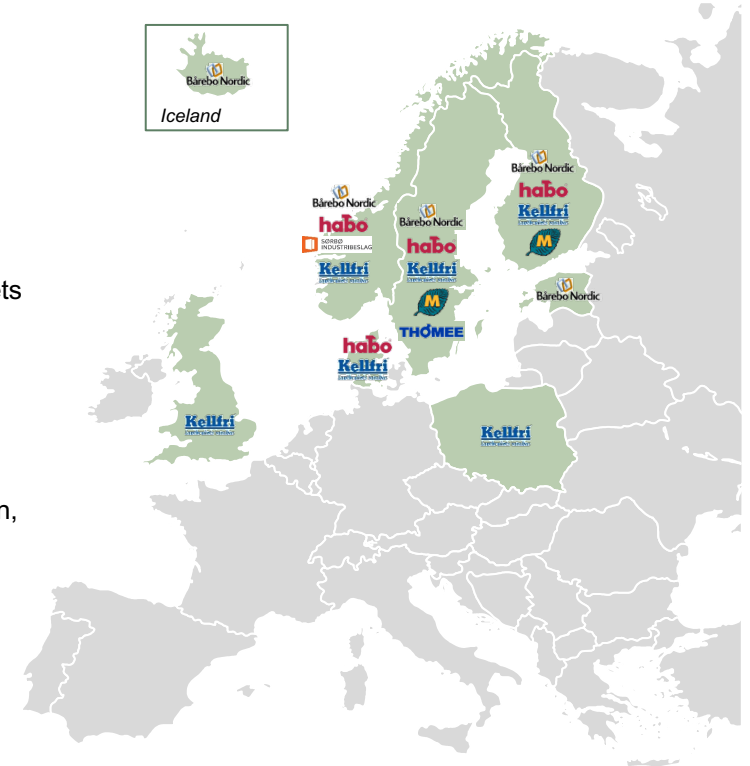 Bårebo Nordic
Iceland
Bårebo Nordic
habo
Kellfri
M
Bårebo Nordic
habo
SØRBØ
INDUSTRIBESLAG
Kellfri
Bårebo Nordic
habo
Kellfri
M
THOMEE
Bårebo Nordic
ets
habo
Kellfri
Kellfri
Kellfri
n,